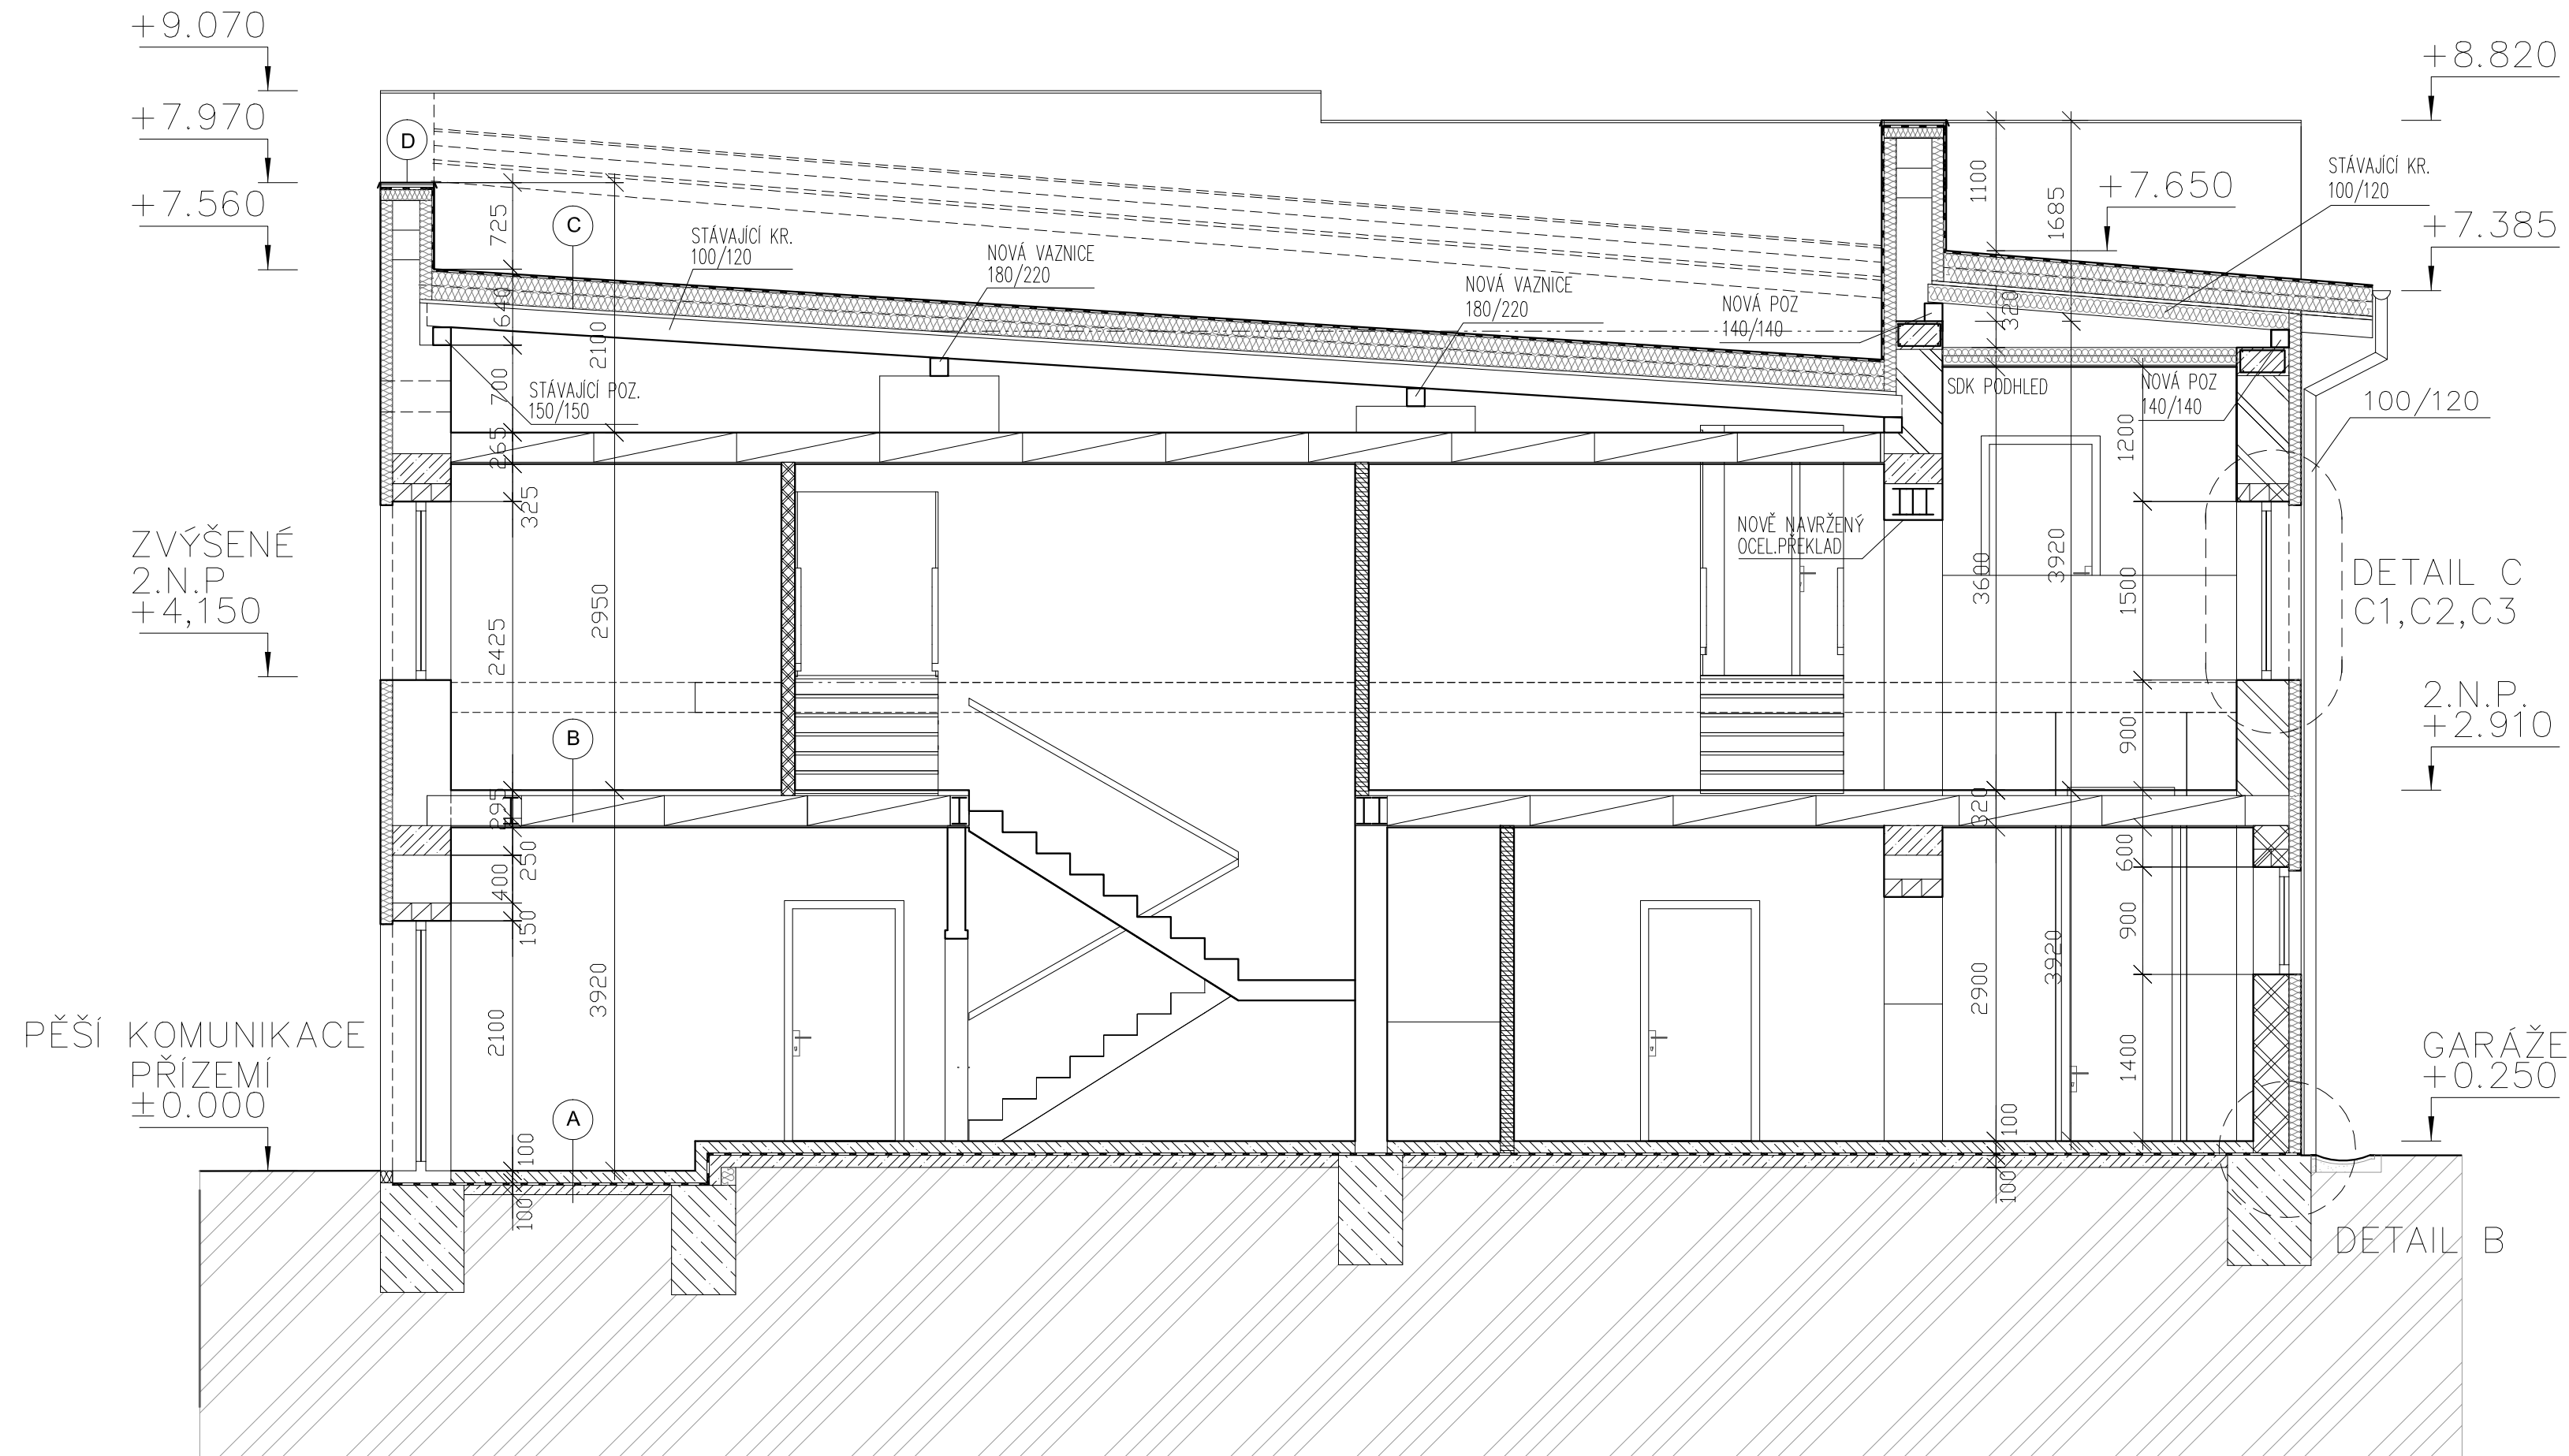 +9.070
+7.970
+7.560
ZVÝŠENÉ
2.N.P
+4,150
PĚŠÍ KOMUNIKACE
PŘÍZEMÍ
±0.000
D
C
B
A
725
640
700
265
325
2425
295
250
400
150
2100
100
100
2100
2950
3920
STÁVAJÍCÍ KR.
100/120
STÁVAJÍCÍ POZ.
150/150
NOVÁ VAZNICE
180/220
NOVÁ VAZNICE
180/220
NOVÁ POZ
140/140
NOVĚ NAVRŽENÝ
OCEL.PŘEKLAD
SDK PODHLED
NOVÁ POZ
140/140
1100
320
3600
320
2900
100
100
1685
3920
3920
1200
1500
900
600
900
1400
+7.650
STÁVAJÍCÍ KR.
100/120
100/120
+8.820
+7.385
DETAIL C
C1,C2,C3
2.N.P.
+2.910
GARÁŽE
+0.250
DETAIL B